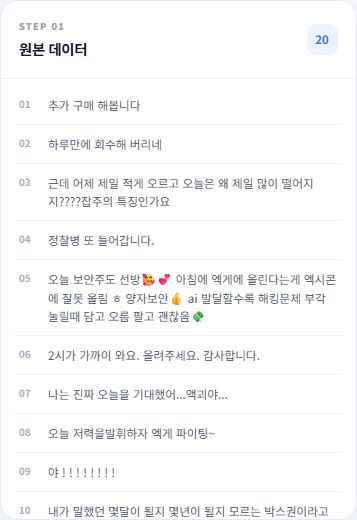 STEP 01
원본 데이터
20
01 추가 구매 해봅니다
02 하루만에 회수해 버리네
03 근데 어제 제일 적게 오르고 오늘은 왜 제일 많이 떨어지
지????잡주의 특징인가요
04 정찰병 또 들어갑니다.
05 오늘 보안주도 선방🥰💕 아침에 엑게에 올린다는게 엑시콘
에 잘못 올림 ㅎ 양자보안👍 ai 발달할수록 해킹문제 부각
눌릴때 담고 오름 팔고 괜찮음💸
06 2시가 가까이 와요. 올려주세요. 감사합니다.
07 나는 진짜 오늘을 기대했어...액괴야...
08 오늘 저력을발휘하자 엑게 파이팅~
09 야 ! ! ! ! ! ! ! !
10 내가 말했던 몇달이 될지 몇년이 될지 모르는 박스권이라고